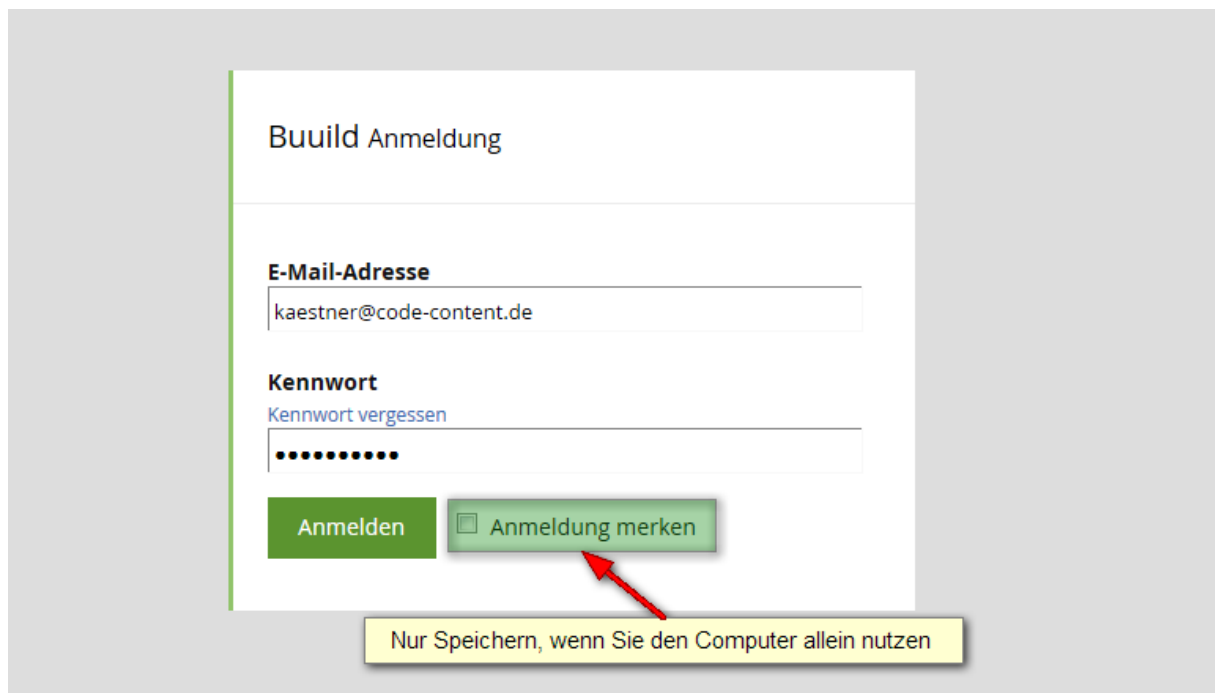 Buuild Anmeldung
E-Mail-Adresse
kaestner@code-content.de
Kennwort
Kennwort vergessen
••••••••••
Anmelden
Anmeldung merken
Nur Speichern, wenn Sie den Computer allein nutzen